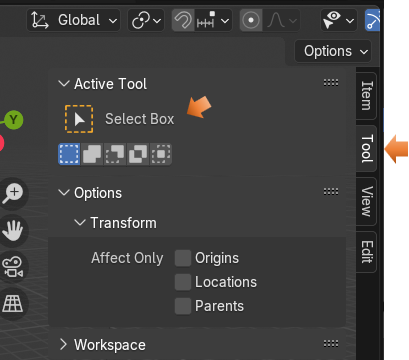 Global
Options
Active Tool
Select Box
Options
Transform
Affect Only Origins
Locations
Parents
Workspace
Item
Tool
View
Edit
Y